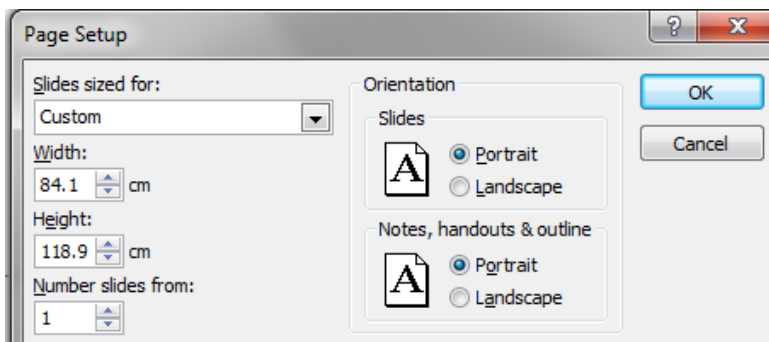 Page Setup
Slides sized for:
Custom
Width:
84.1 cm
Height:
118.9 cm
Number slides from:
1
Orientation
Slides
A
Portrait
Landscape
Notes, handouts & outline
A
Portrait
Landscape
OK
Cancel